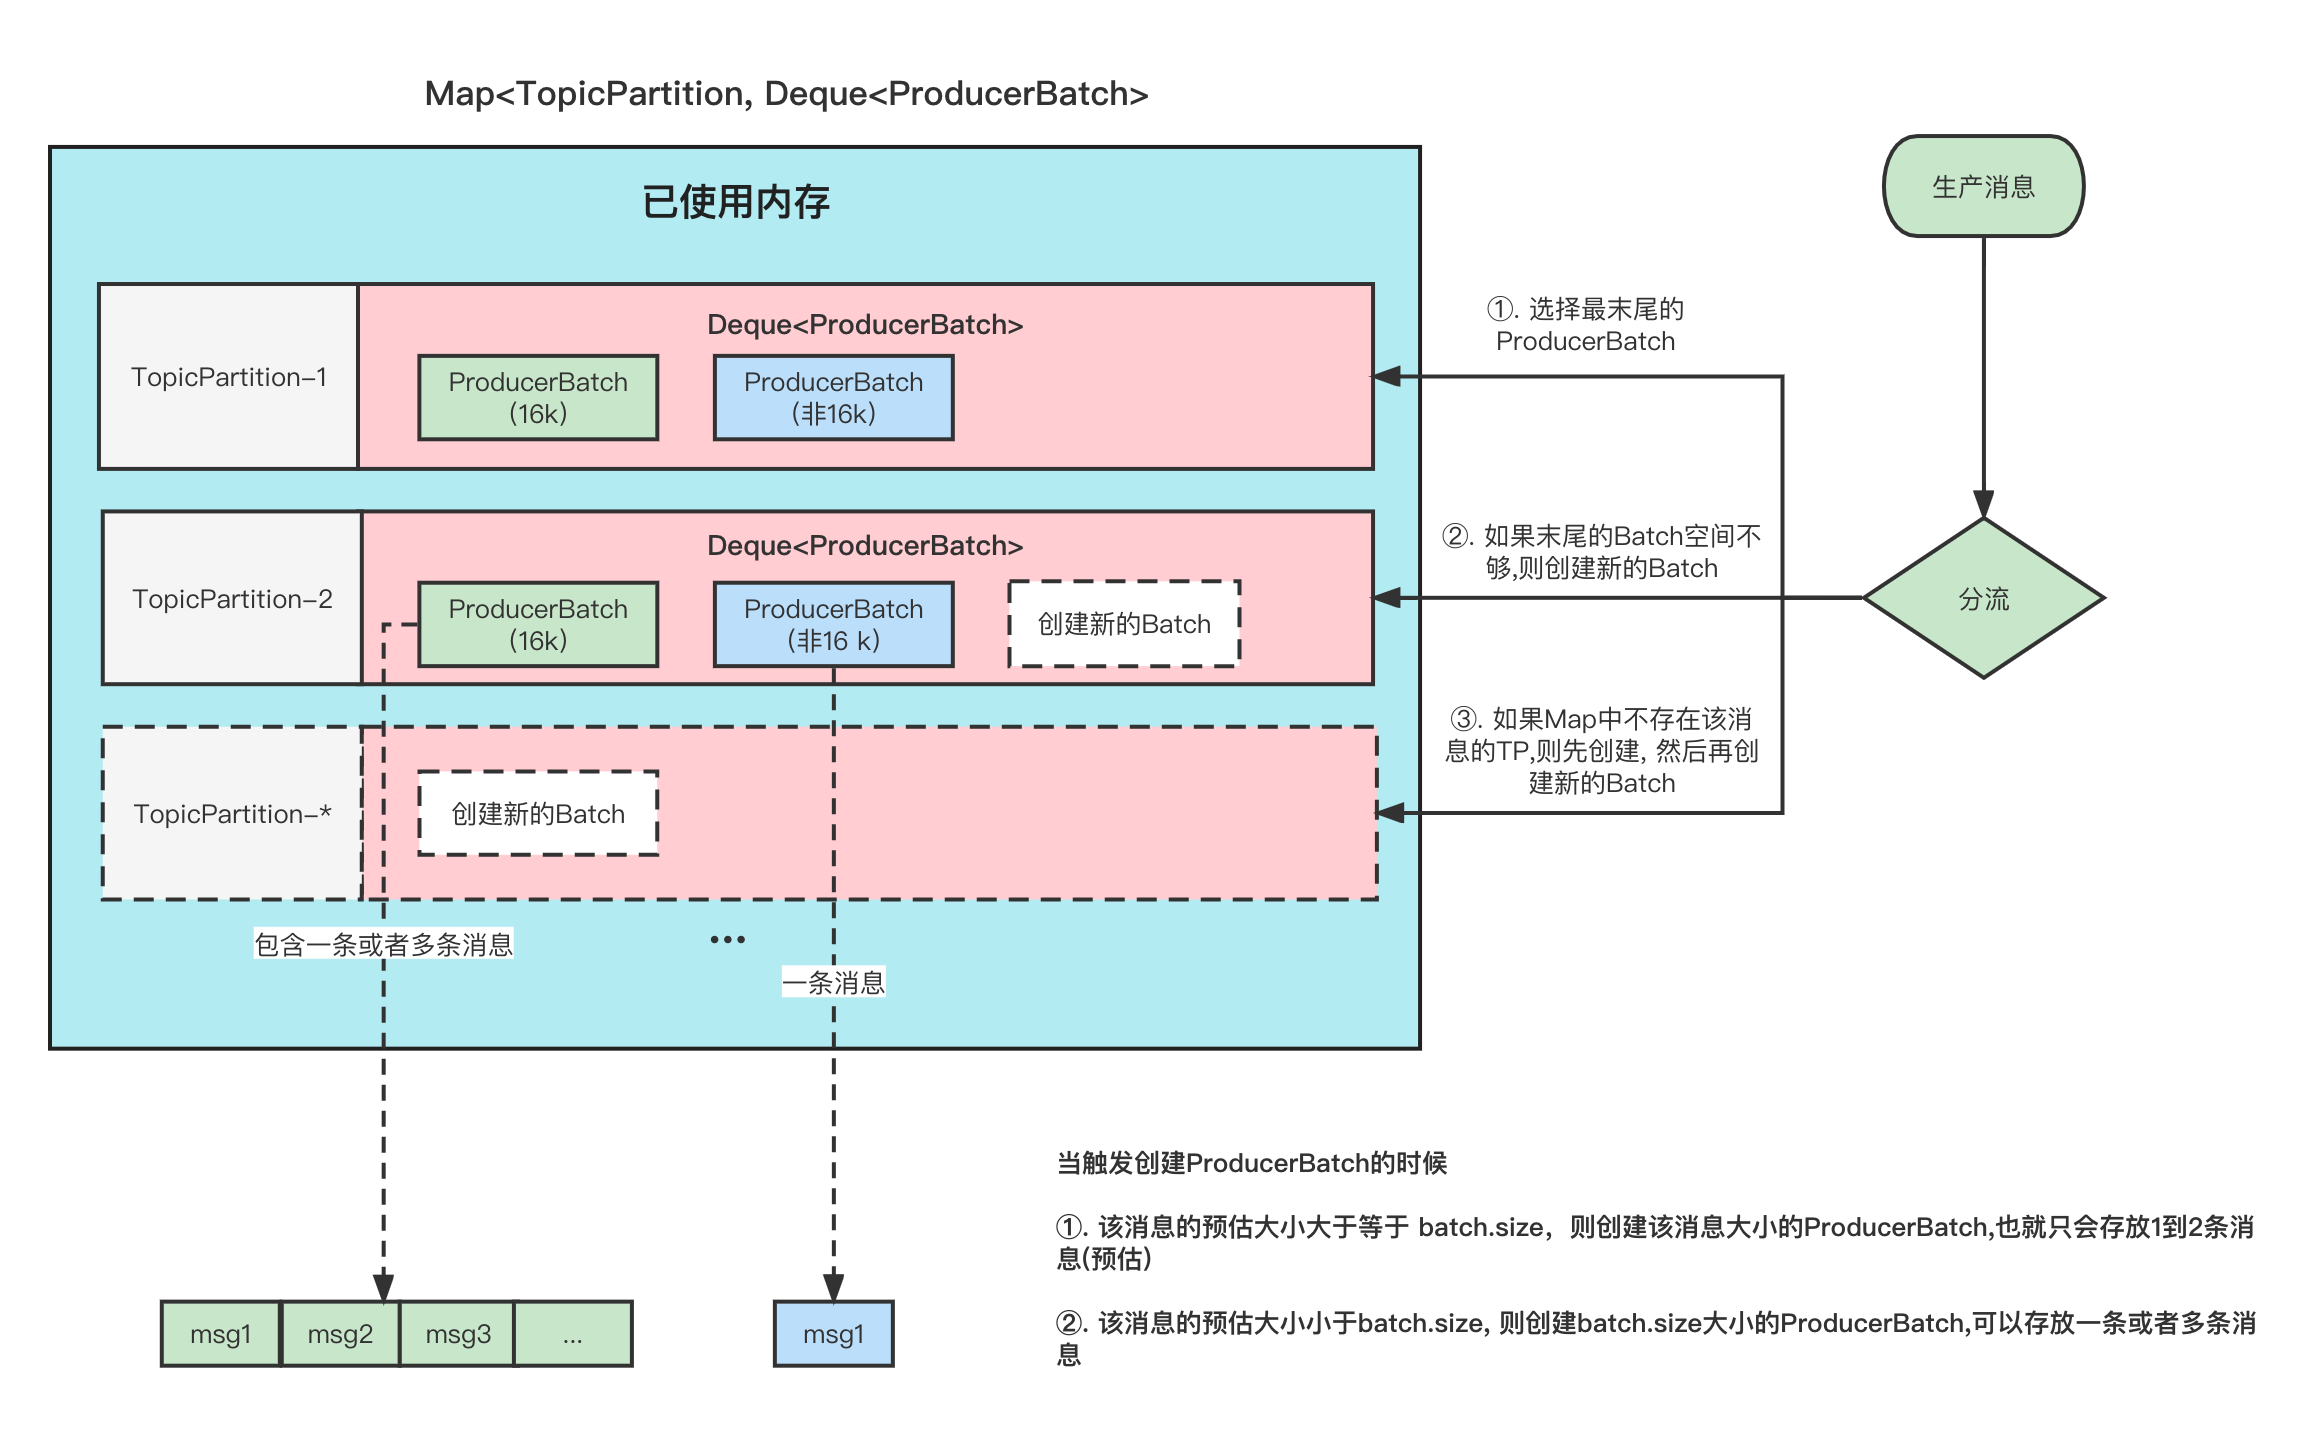 Map<TopicPartition, Deque<ProducerBatch>
已使用内存
生产消息
Deque<ProducerBatch>
TopicPartition-1
ProducerBatch
(16k)
ProducerBatch
(非16k)
①. 选择最末尾的
ProducerBatch
Deque<ProducerBatch>
TopicPartition-2
ProducerBatch
(16k)
ProducerBatch
(非16 k)
创建新的Batch
②. 如果末尾的Batch空间不
够,则创建新的Batch
分流
TopicPartition-*
创建新的Batch
③. 如果Map中不存在该消
息的TP,则先创建, 然后再创
建新的Batch
包含一条或者多条消息
...
一条消息
当触发创建ProducerBatch的时候
①. 该消息的预估大小大于等于 batch.size，则创建该消息大小的ProducerBatch,也就只会存放1到2条消
息(预估)
②. 该消息的预估大小小于batch.size, 则创建batch.size大小的ProducerBatch,可以存放一条或者多条消
息
msg1
msg2
msg3
...
msg1